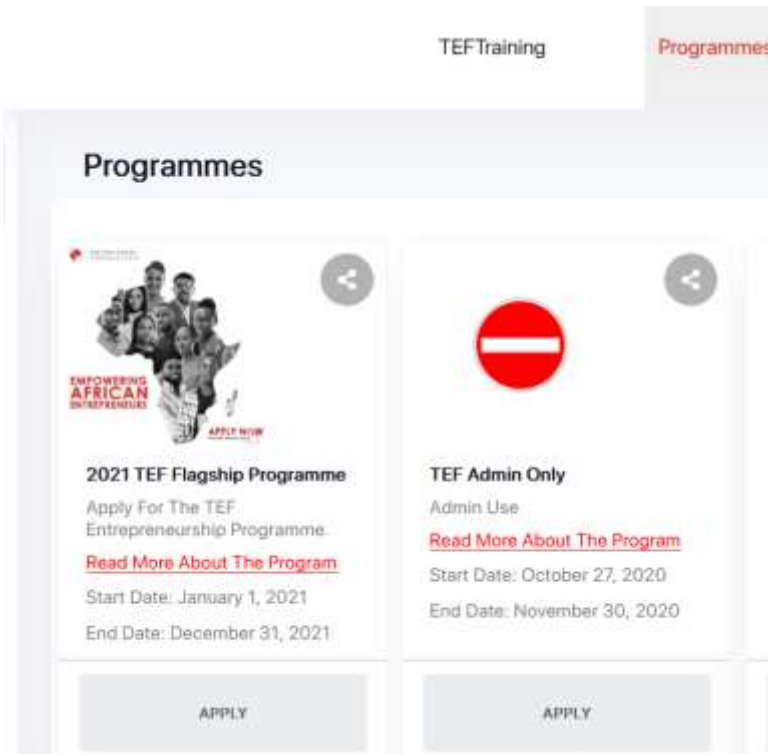 TEFTraining
Programmes
Programmes
EMPOWERING
AFRICAN
ENTREPRENEURS
APPLY NOW
2021 TEF Flagship Programme
Apply For The TEF
Entrepreneurship Programme.
Read More About The Program
Start Date: January 1, 2021
End Date: December 31, 2021
APPLY
TEF Admin Only
Admin Use
Read More About The Program
Start Date: October 27, 2020
End Date: November 30, 2020
APPLY